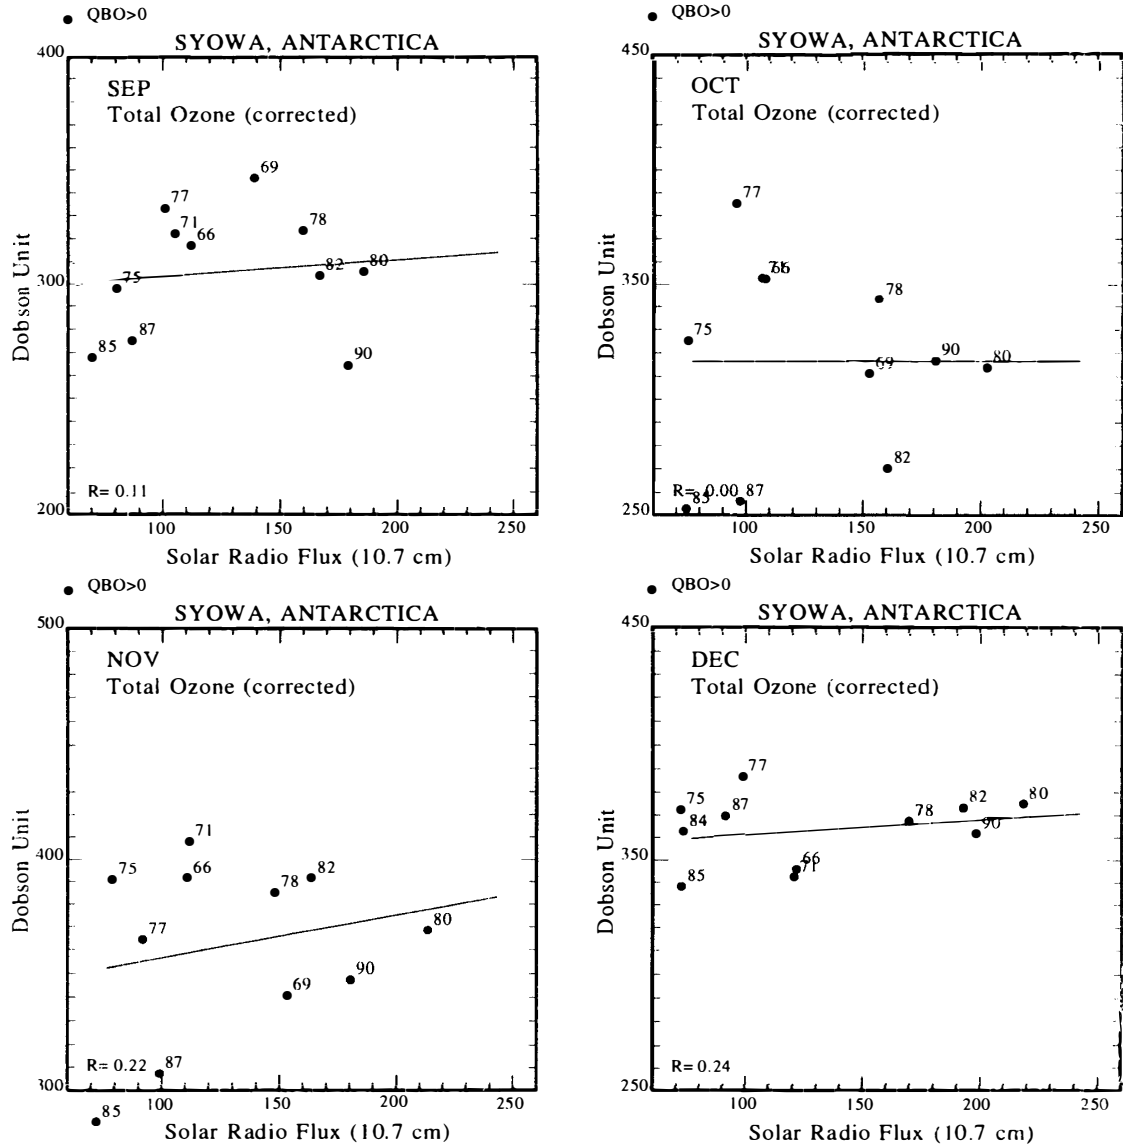 QBO>0
SYOWA, ANTARCTICA
400
SEP
Total Ozone (corrected)
69
77
71
66
78
300
75
82
80
85
87
90
Dobson Unit
R= 0.11
200
100
150
200
250
Solar Radio Flux (10.7 cm)
QBO>0
SYOWA, ANTARCTICA
450
OCT
Total Ozone (corrected)
77
71
66
350
78
75
69
90
80
Dobson Unit
82
R= 0.00
85
87
250
100
150
200
250
Solar Radio Flux (10.7 cm)
QBO>0
SYOWA, ANTARCTICA
500
NOV
Total Ozone (corrected)
71
400
75
66
78
82
77
80
69
90
Dobson Unit
R= 0.22
87
300
85
100
150
200
250
Solar Radio Flux (10.7 cm)
QBO>0
SYOWA, ANTARCTICA
450
DEC
Total Ozone (corrected)
77
75
87
82
80
84
78
90
350
66
71
85
Dobson Unit
R= 0.24
250
100
150
200
250
Solar Radio Flux (10.7 cm)